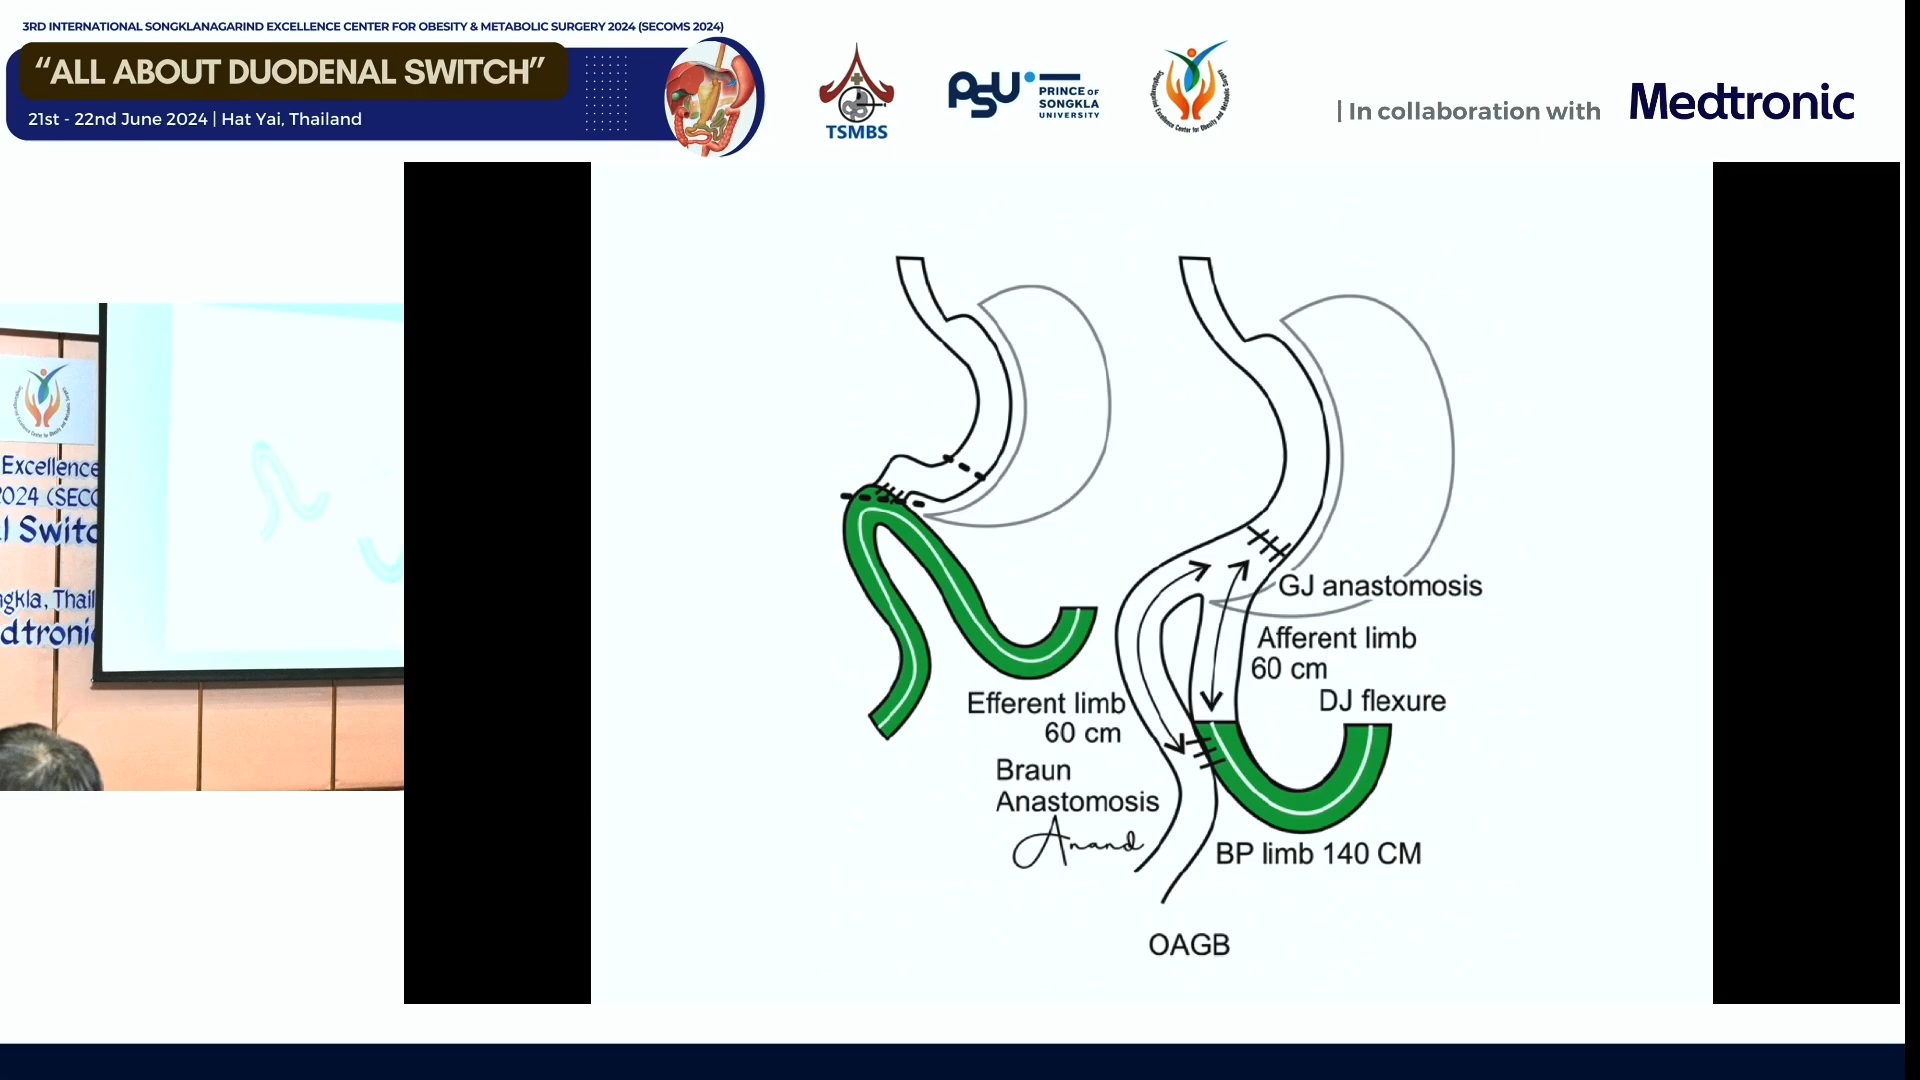 3RD INTERNATIONAL SONGKLANAGARIND EXCELLENCE CENTER FOR OBESITY & METABOLIC SURGERY 2024 (SECOMS 2024)
“ALL ABOUT DUODENAL SWITCH”
21st - 22nd June 2024 | Hat Yai, Thailand
TSMBS
PSU
PRINCE OF
SONGKLA
UNIVERSITY
| In collaboration with
Medtronic
Excellence
2024 (SECO
l Switc
ngkla, Thail
dtronic
GJ anastomosis
Afferent limb
60 cm
DJ flexure
Efferent limb
60 cm
Braun
Anastomosis
Anand
BP limb 140 CM
OAGB